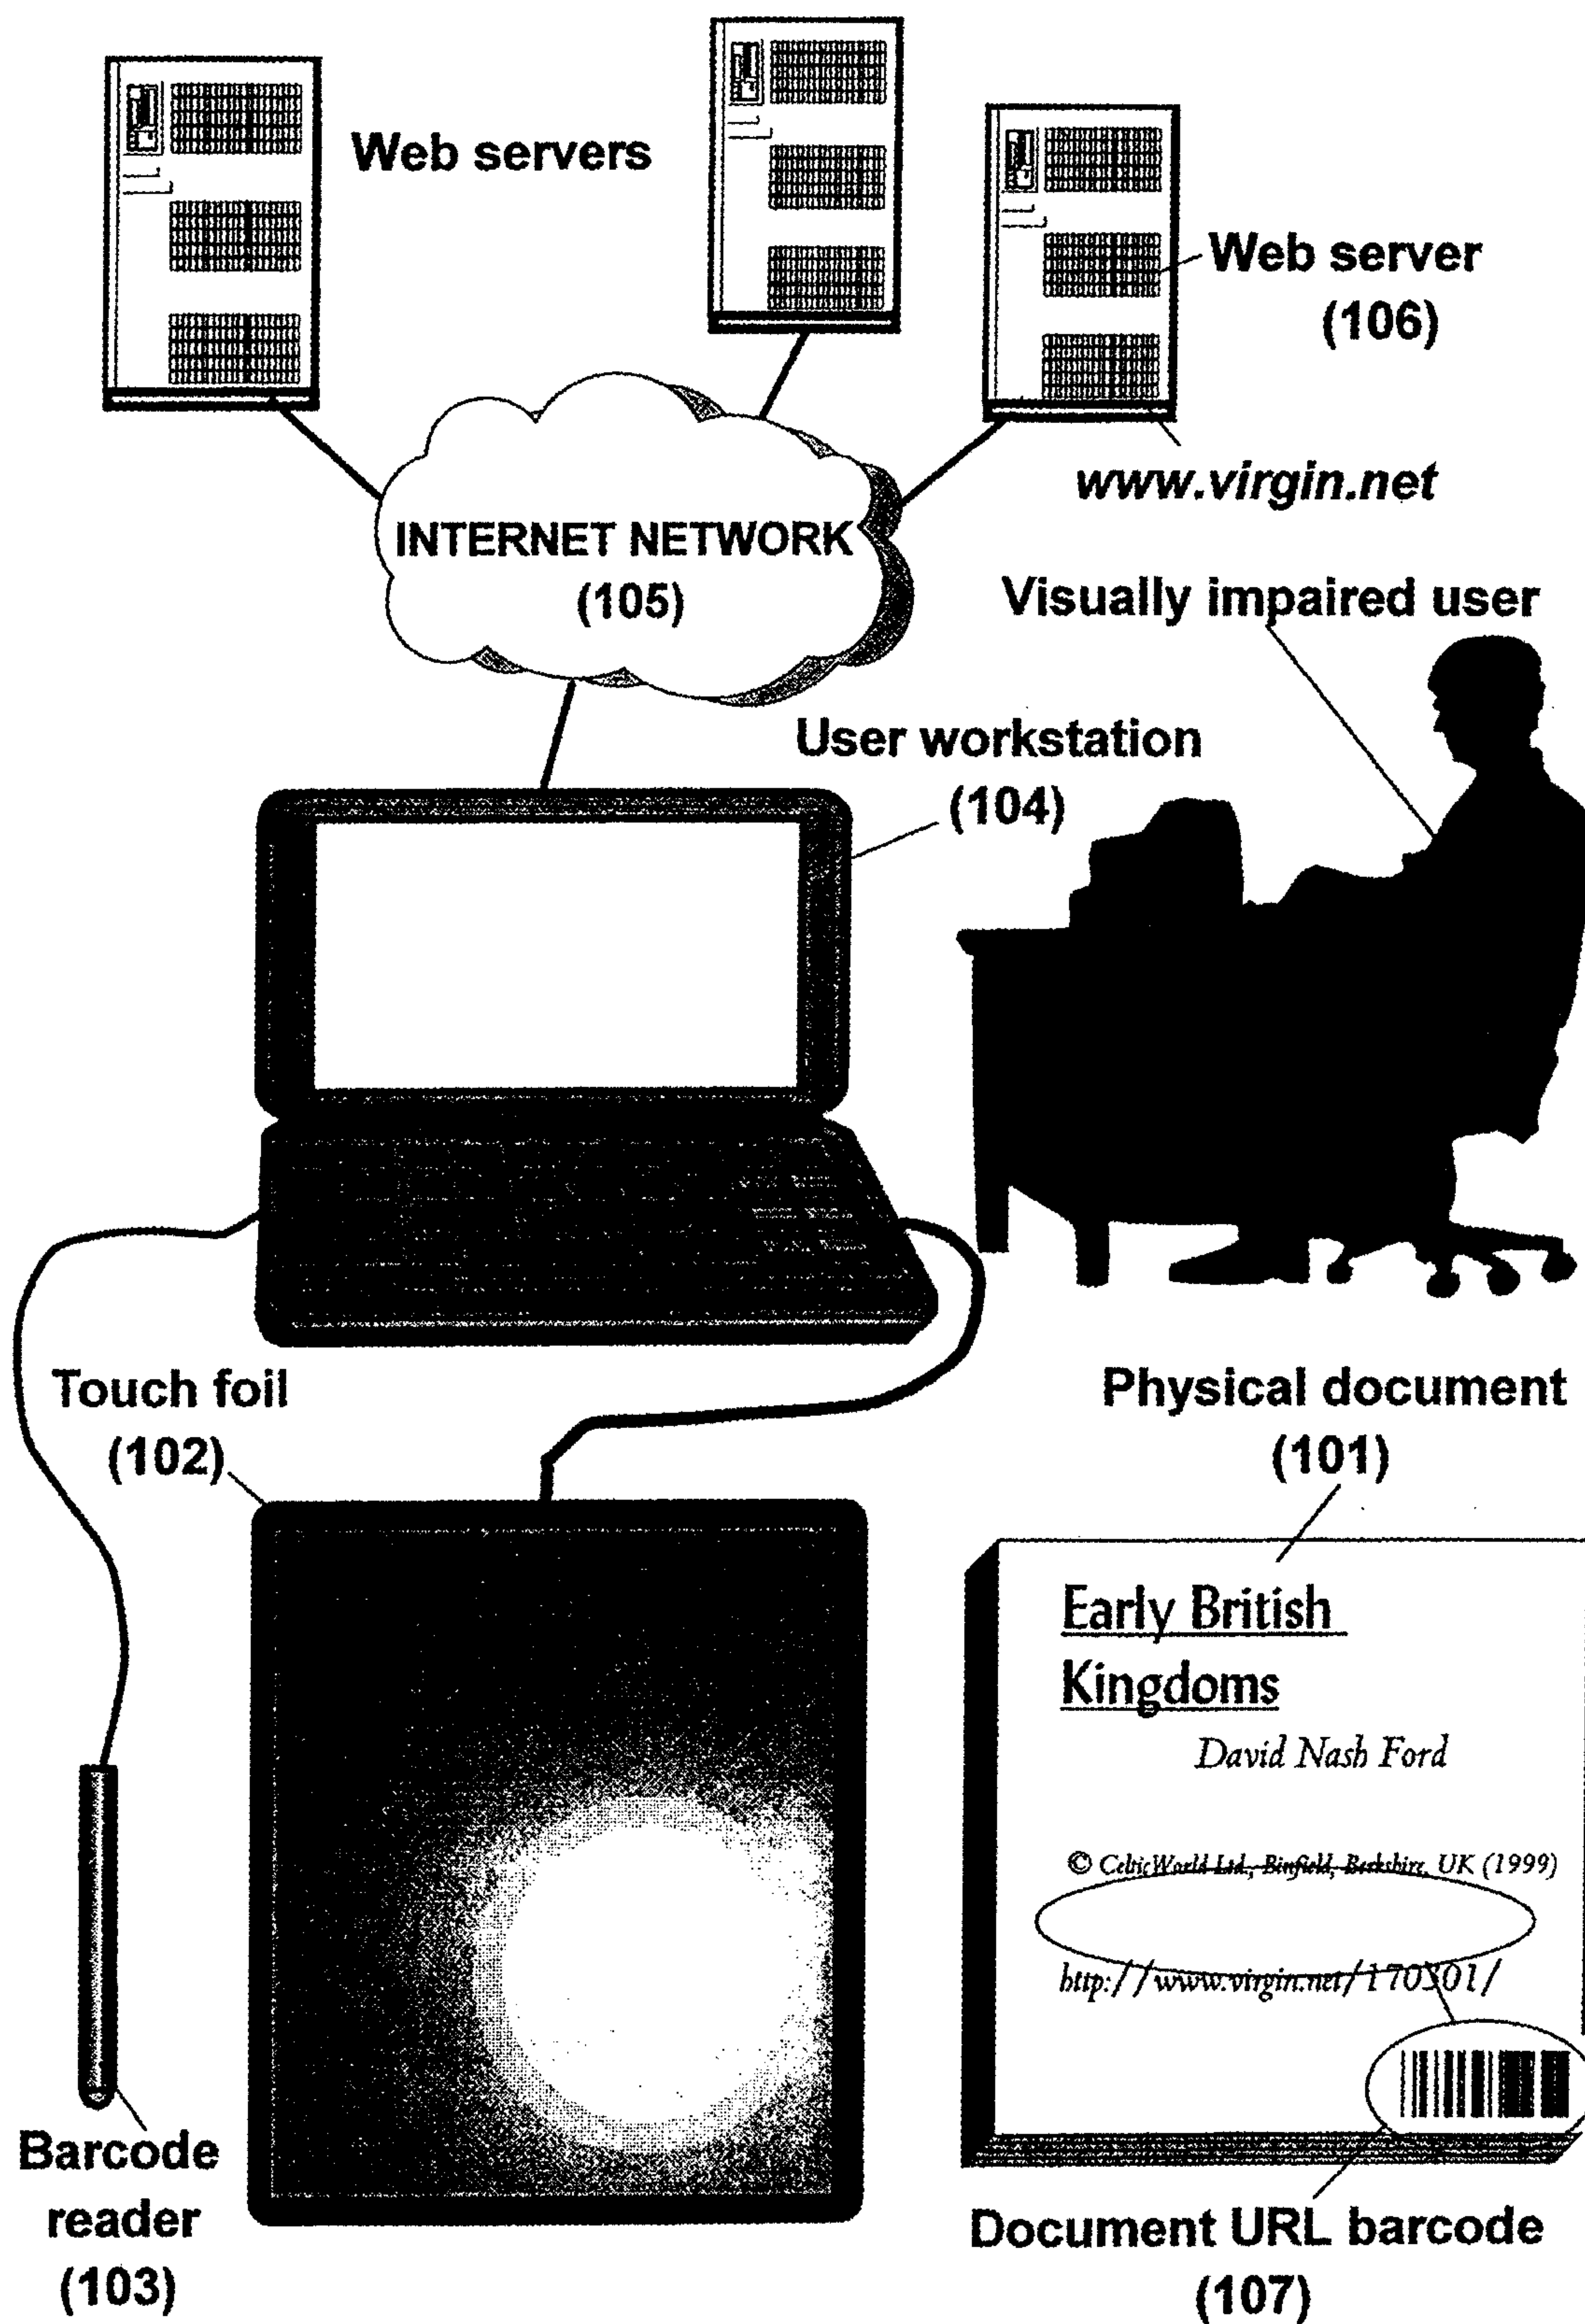 Web servers
Web server
(106)
www.virgin.net
INTERNET NETWORK
(105)
Visually impaired user
User workstation
(104)
Touch foil
(102)
Physical document
(101)
Early British
Kingdoms
David Nash Ford
© CelticWorld Ltd., Binfield, Berkshire, UK (1999)
http://www.virgin.net/170301/
Barcode
reader
(103)
Document URL barcode
(107)